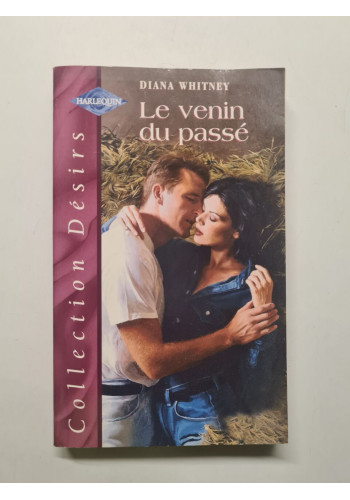 DIANA WHITNEY
HARLEQUIN
Le venin
du passé
Collection Désirs